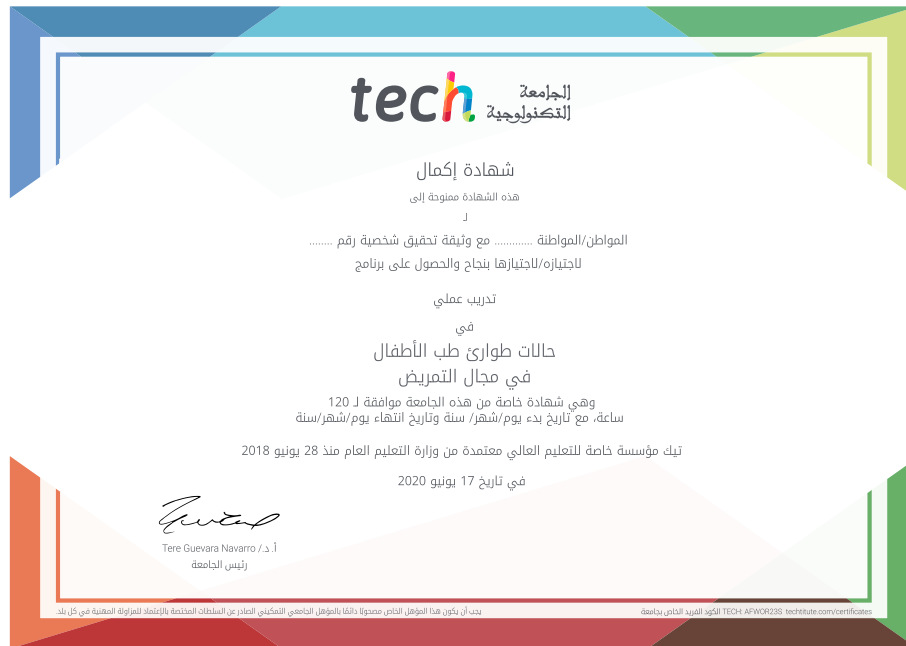 tech الجامعة
التكنولوجية
شهادة إكمال
هذه الشهادة ممنوحة إلى
لـ
المواطن/المواطنة ............. مع وثيقة تحقيق شخصية رقم ........
لاجتيازه/لاجتيازها بنجاح والحصول على برنامج
تدريب عملي
في
حالات طوارئ طب الأطفال
في مجال التمريض
وهي شهادة خاصة من هذه الجامعة موافقة لـ 120
ساعة، مع تاريخ بدء يوم/شهر/ سنة وتاريخ انتهاء يوم/شهر/سنة
تيك مؤسسة خاصة للتعليم العالي معتمدة من وزارة التعليم العام منذ 28 يونيو 2018
في تاريخ 17 يونيو 2020
أ.د./ Tere Guevara Navarro
رئيس الجامعة
يجب أن يكون هذا المؤهل الخاص مصحوبًا دائمًا بالمؤهل الجامعي التمكيني الصادر عن السلطات المختصة بالإعتماد للمزاولة المهنية في كل بلد.
الكود الفريد الخاص بجامعة TECH: AFWOR23S techtitute.com/certificates